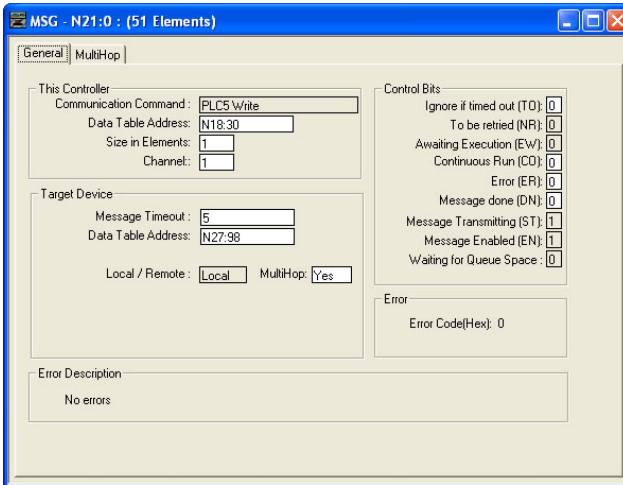 MSG - N21:0 : (51 Elements)
General MultiHop
This Controller
Communication Command : PLC5 Write
Data Table Address: N18:30
Size in Elements: 1
Channel:: 1
Target Device
Message Timeout : 5
Data Table Address: N27:98
Local / Remote : Local MultiHop: Yes
Control Bits
Ignore if timed out (TO): 0
To be retried (NR): 0
Awaiting Execution (EW): 0
Continuous Run (CO): 0
Error (ER): 0
Message done (DN): 0
Message Transmitting (ST): 1
Message Enabled (EN): 1
Waiting for Queue Space : 0
Error
Error Code(Hex): 0
Error Description
No errors